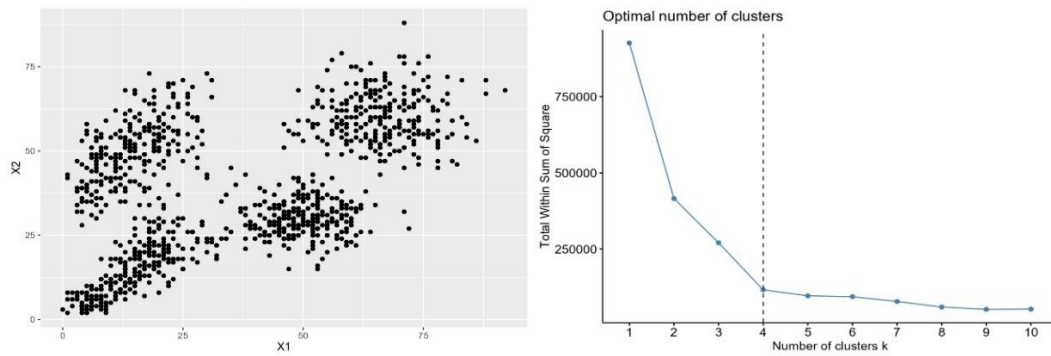 75
50
25
0
X2
0
25
50
75
X1
Optimal number of clusters
750000
500000
250000
Total Within Sum of Square
1 2 3 4 5 6 7 8 9 10
Number of clusters k